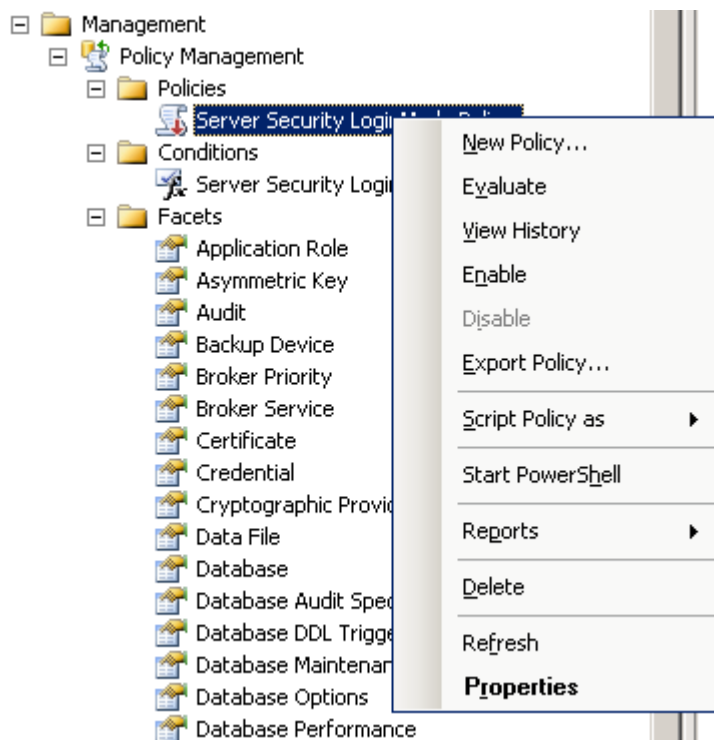 Management
Policy Management
Policies
Server Security Login
Conditions
Server Security Login
Facets
Application Role
Asymmetric Key
Audit
Backup Device
Broker Priority
Broker Service
Certificate
Credential
Cryptographic Provid
Data File
Database
Database Audit Spec
Database DDL Trigge
Database Maintenan
Database Options
Database Performance
New Policy...
Evaluate
View History
Enable
Disable
Export Policy...
Script Policy as
Start PowerShell
Reports
Delete
Refresh
Properties